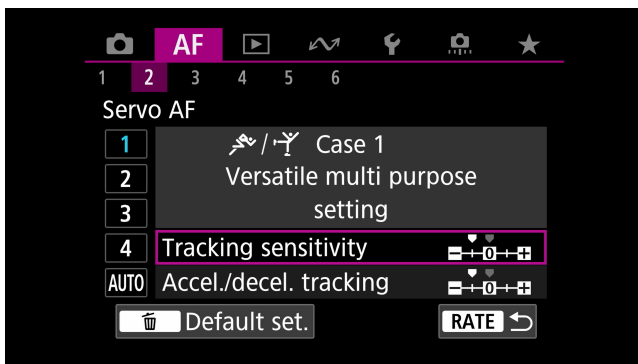 AF
1 2 3 4 5 6
Servo AF
1
Case 1
2
Versatile multi purpose
3
setting
4
Tracking sensitivity
- 0 +
AUTO
Accel./decel. tracking
- 0 +
Default set.
RATE